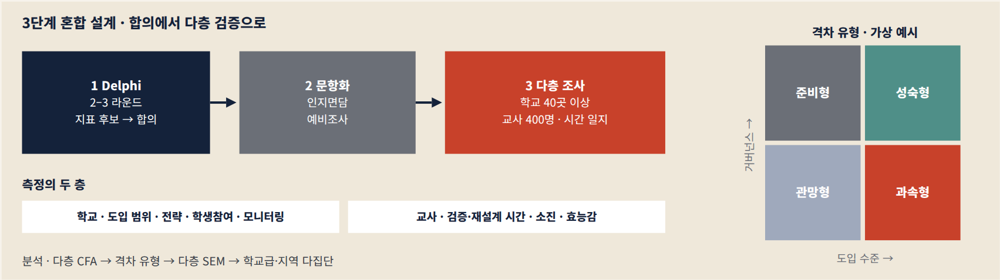 3단계 혼합 설계 · 합의에서 다층 검증으로
1 Delphi
2–3 라운드
지표 후보 → 합의
2 문항화
인지면담
예비조사
3 다층 조사
학교 40곳 이상
교사 400명 · 시간 일지
측정의 두 층
학교 · 도입 범위 · 전략 · 학생참여 · 모니터링
교사 · 검증·재설계 시간 · 소진 · 효능감
분석 · 다층 CFA → 격차 유형 → 다층 SEM → 학교급·지역 다집단
격차 유형 · 가상 예시
준비형
성숙형
거버넌스 →
관망형
과속형
도입 수준 →